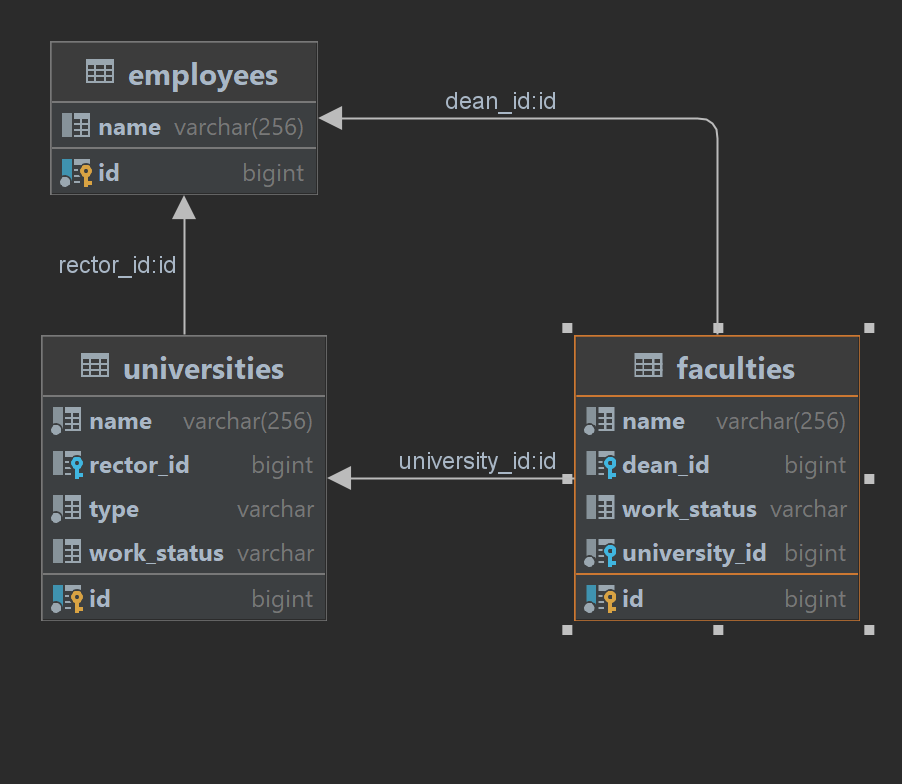 employees
name varchar(256)
id bigint
dean_id:id
rector_id:id
universities
name varchar(256)
rector_id bigint
type varchar
work_status varchar
id bigint
university_id:id
faculties
name varchar(256)
dean_id bigint
work_status varchar
university_id bigint
id bigint